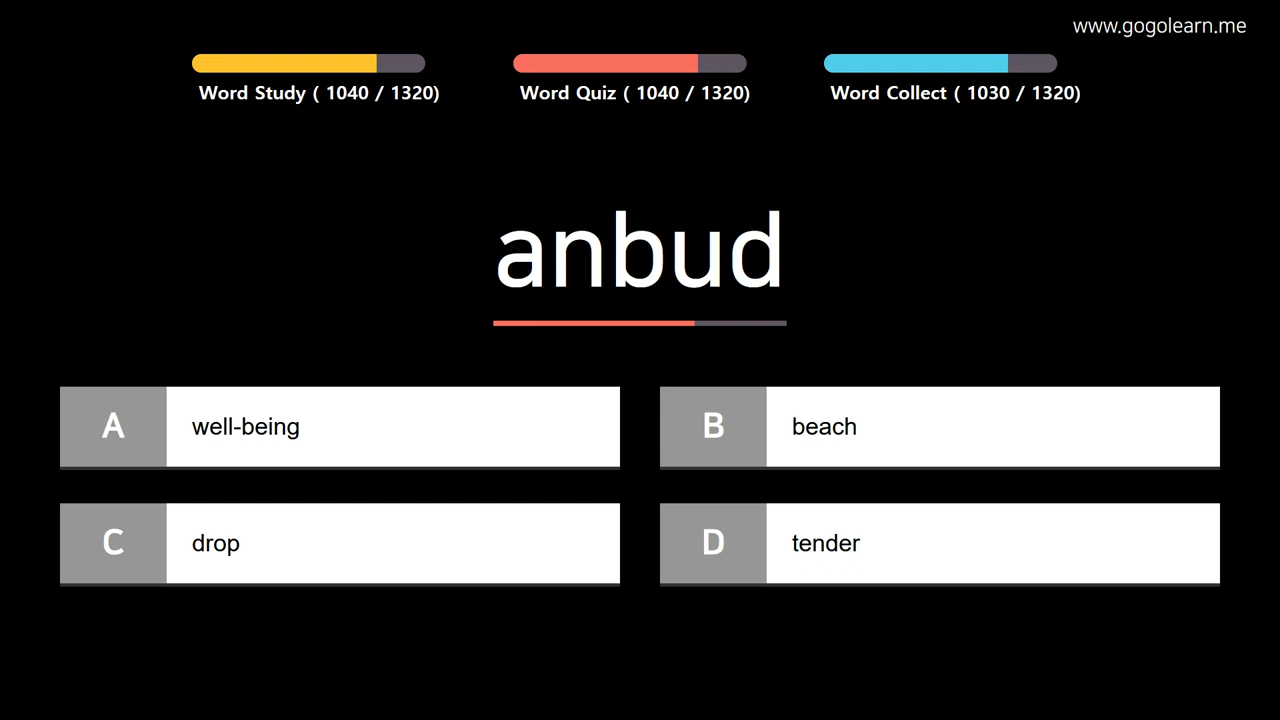 www.gogolearn.me
Word Study ( 1040 / 1320)
Word Quiz ( 1040 / 1320)
Word Collect ( 1030 / 1320)
anbud
A
well-being
B
beach
C
drop
D
tender